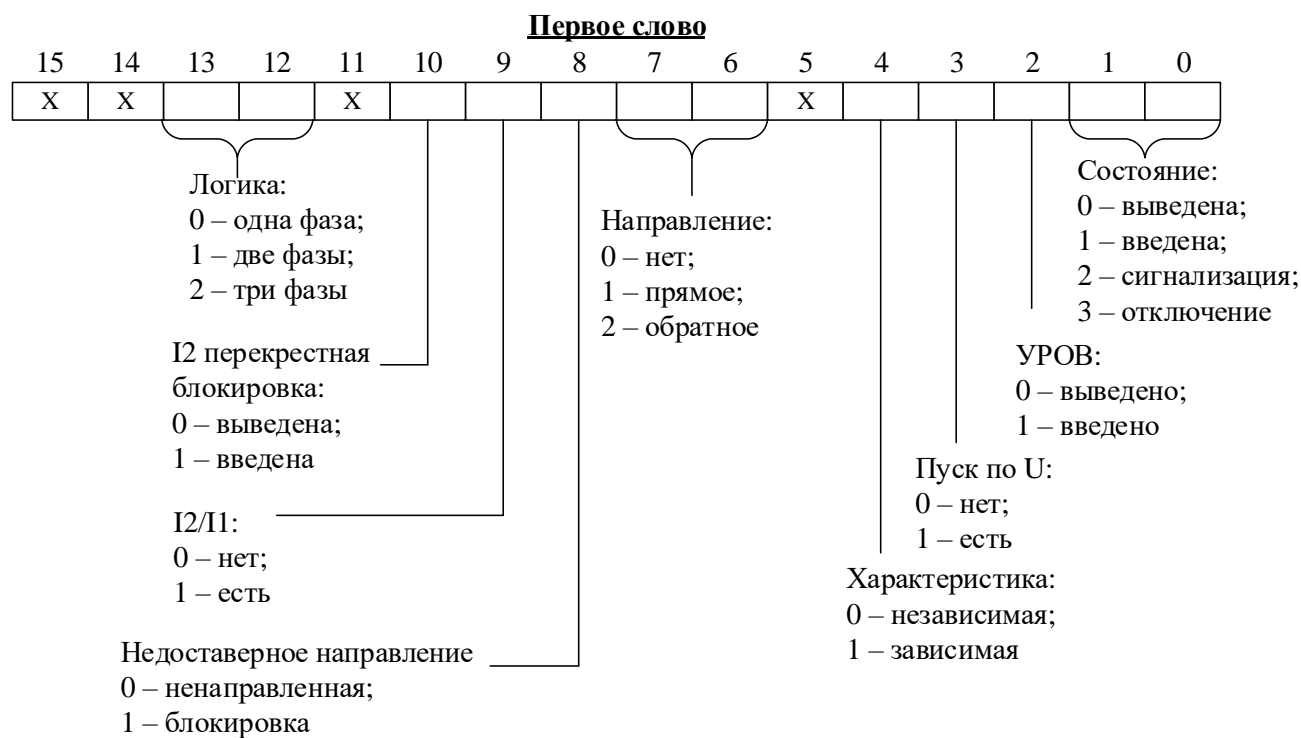 Первое слово
15 14 13 12 11 10 9 8 7 6 5 4 3 2 1 0
X X X X
Логика:
0 – одна фаза;
1 – две фазы;
2 – три фазы
I2 перекрестная
блокировка:
0 – выведена;
1 – введена
I2/I1:
0 – нет;
1 – есть
Недоставерное направление
0 – ненаправленная;
1 – блокировка
Направление:
0 – нет;
1 – прямое;
2 – обратное
Состояние:
0 – выведена;
1 – введена;
2 – сигнализация;
3 – отключение
УРОВ:
0 – выведено;
1 – введено
Пуск по U:
0 – нет;
1 – есть
Характеристика:
0 – независимая;
1 – зависимая